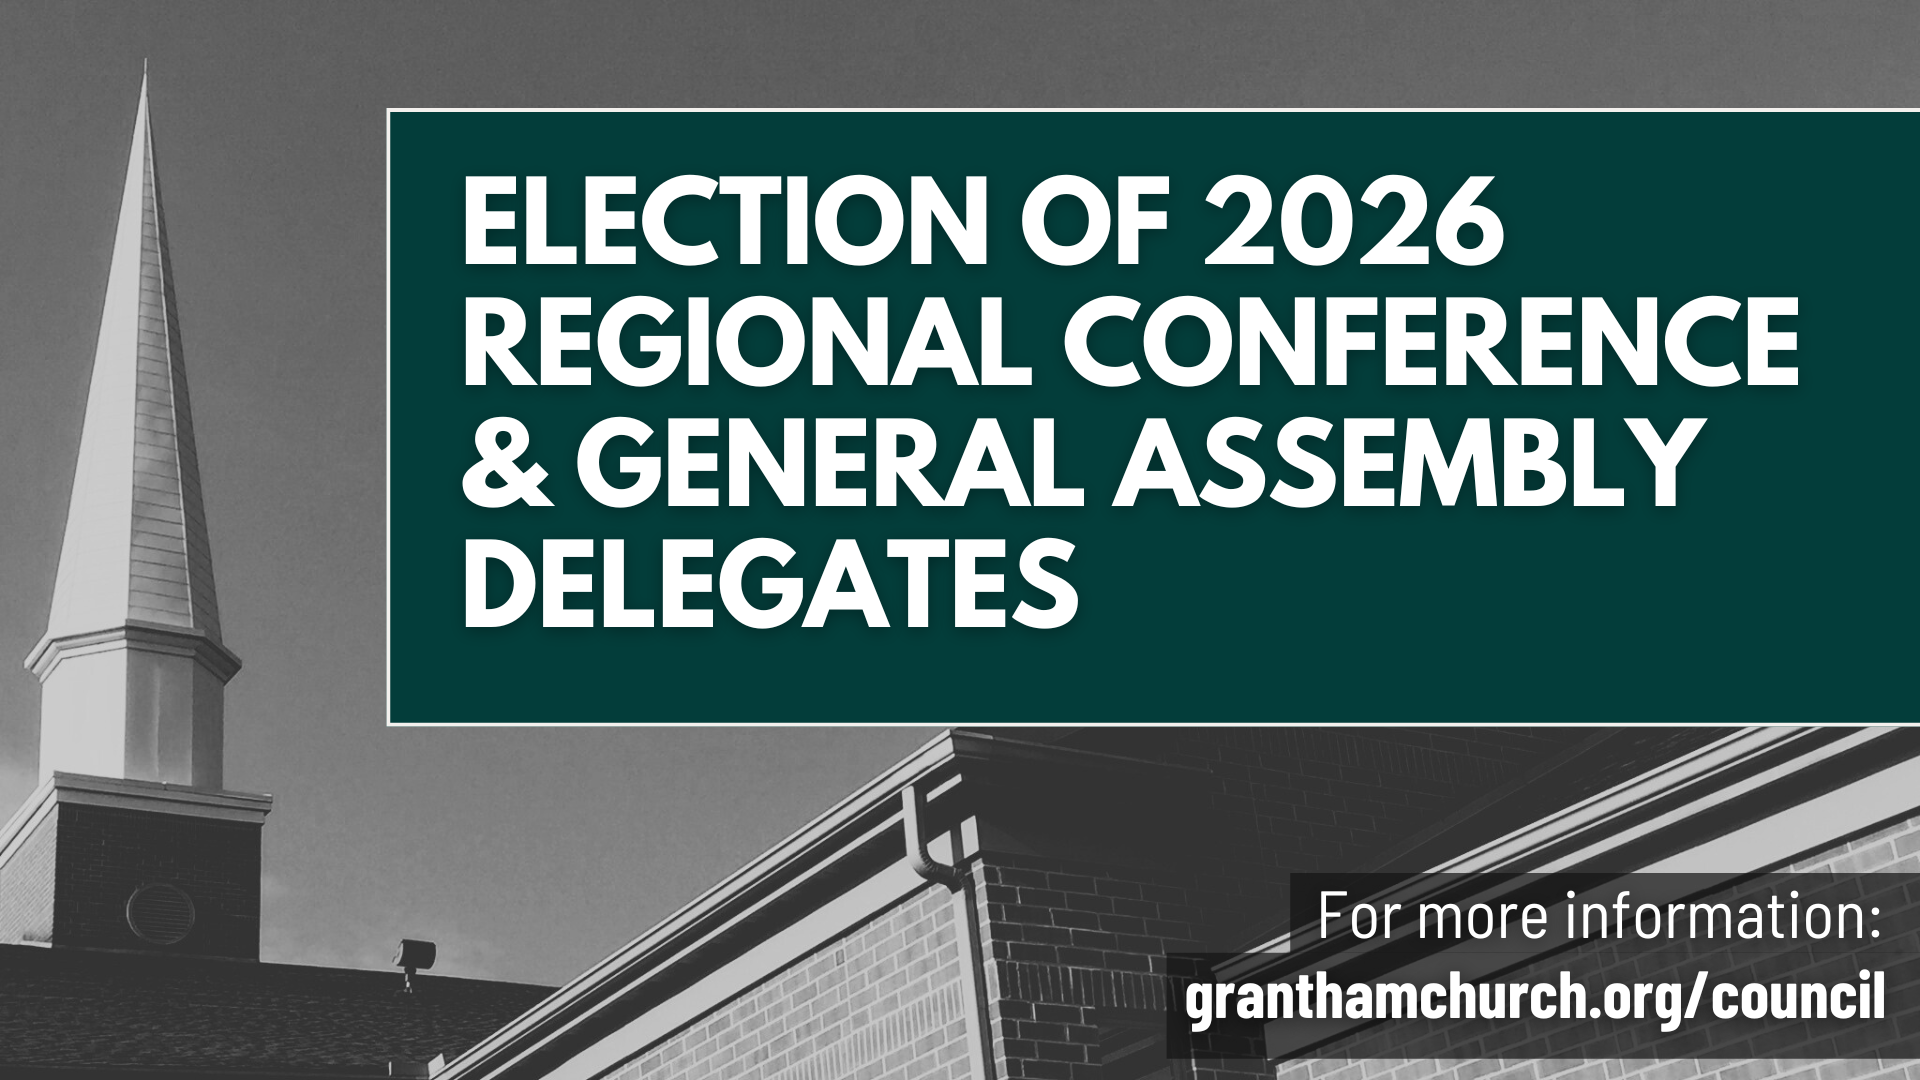 ELECTION OF 2026
REGIONAL CONFERENCE
& GENERAL ASSEMBLY
DELEGATES
For more information:
granthamchurch.org/council